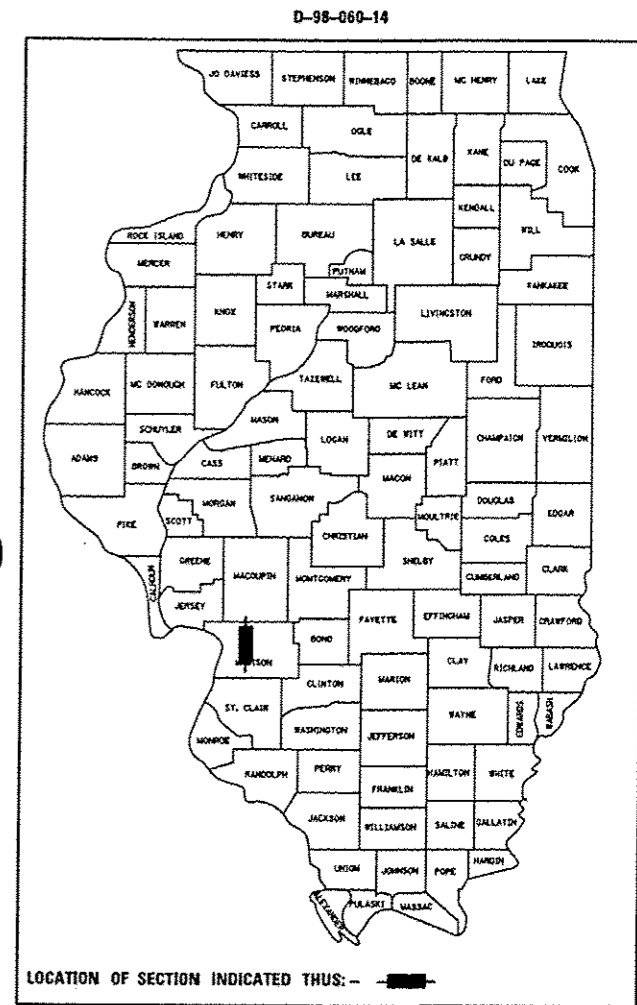 D-98-060-14
JO DAVIESS STEPHENSON WINNEBAGO BOONE MC HENRY LAKE
CARROLL OGLE
DE KALB KANE DU PAGE COOK
WHITESIDE LEE
KENDALL
ROCK ISLAND HENRY BUREAU LA SALLE WILL
MERCER PUTNAM GRUNDY
STARK MARSHALL KANKAKEE
HENDERSON WARREN KNOX PEORIA WOODFORD LIVINGSTON
IROQUOIS
HANCOCK MC DONOUGH FULTON TAZEWELL MC LEAN FORD
MASON
SCHUYLER LOGAN DE WITT CHAMPAIGN VERMILION
ADAMS BROWN CASS MENARD PIATT
MACON
PIKE SCOTT MORGAN SANGAMON MOULTRIE DOUGLAS EDGAR
CHRISTIAN COLES
CALHOUN GREENE MACOUPIN MONTGOMERY SHELBY CUMBERLAND CLARK
JERSEY FAYETTE EFFINGHAM JASPER CRAWFORD
BOND
CLAY RICHLAND LAWRENCE
CLINTON MARION
ST. CLAIR WAYNE EDWARDS WABASH
MONROE WASHINGTON JEFFERSON
RANDOLPH PERRY HAMILTON WHITE
FRANKLIN
JACKSON WILLIAMSON SALINE GALLATIN
UNION JOHNSON POPE HARDIN
ALEXANDER PULASKI MASSAC
LOCATION OF SECTION INDICATED THUS: -